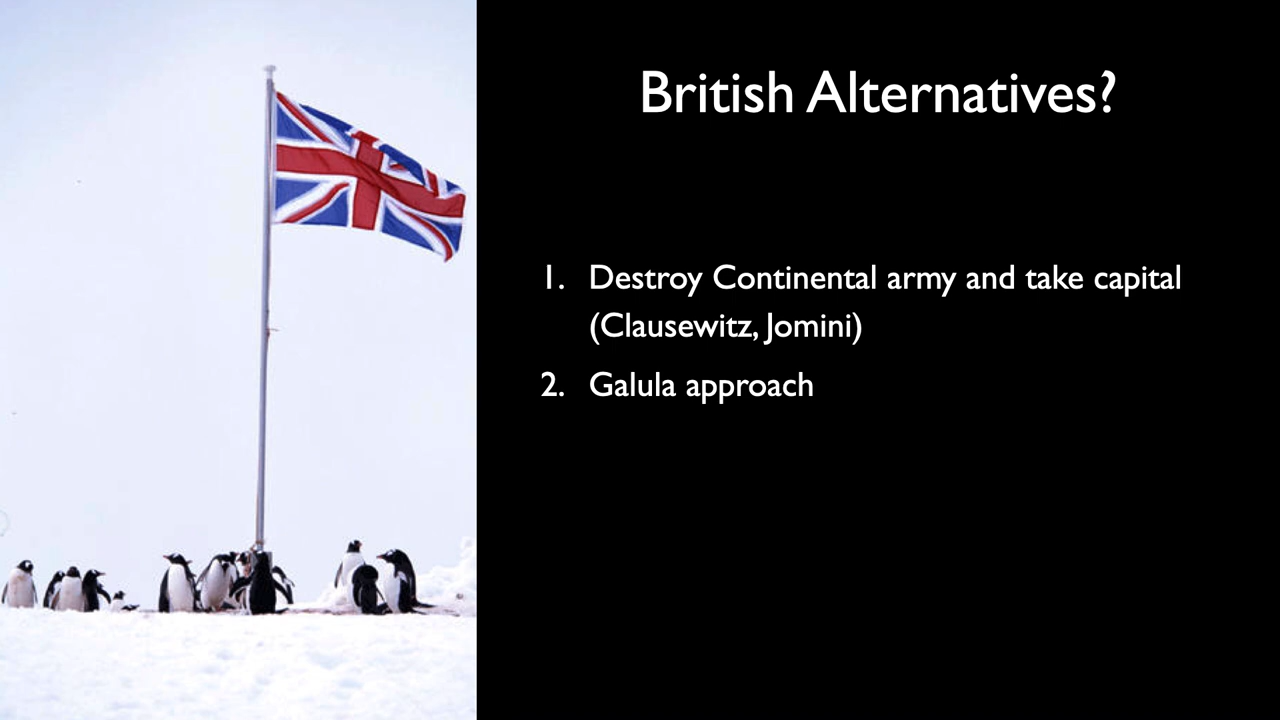 British Alternatives?
1. Destroy Continental army and take capital
(Clausewitz, Jomini)
2. Galula approach